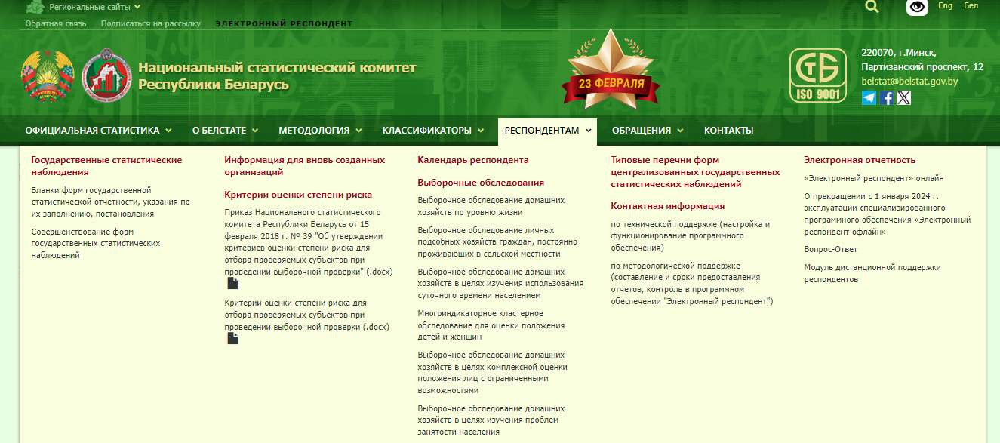 Региональные сайты
Eng Бел
Обратная связь Подписаться на рассылку ЭЛЕКТРОННЫЙ РЕСПОНДЕНТ
Национальный статистический комитет
Республики Беларусь
23 ФЕВРАЛЯ
СТБ
ISO 9001
220070, г.Минск,
Партизанский проспект, 12
belstat@belstat.gov.by
ОФИЦИАЛЬНАЯ СТАТИСТИКА О БЕЛСТАТЕ МЕТОДОЛОГИЯ КЛАССИФИКАТОРЫ РЕСПОНДЕНТАМ ОБРАЩЕНИЯ КОНТАКТЫ
Государственные статистические
наблюдения
Бланки форм государственной
статистической отчетности, указания по
их заполнению, постановления
Совершенствование форм
государственных статистических
наблюдений
Информация для вновь созданных
организаций
Критерии оценки степени риска
Приказ Национального статистического
комитета Республики Беларусь от 15
февраля 2018 г. № 39 "Об утверждении
критериев оценки степени риска для
отбора проверяемых субъектов при
проведении выборочной проверки" (.docx)
Критерии оценки степени риска для
отбора проверяемых субъектов при
проведении выборочной проверки (.docx)
Календарь респондента
Выборочные обследования
Выборочное обследование домашних
хозяйств по уровню жизни
Выборочное обследование личных
подсобных хозяйств граждан, постоянно
проживающих в сельской местности
Выборочное обследование домашних
хозяйств в целях изучения использования
суточного времени населением
Многоиндикаторное кластерное
обследование для оценки положения
детей и женщин
Выборочное обследование домашних
хозяйств в целях комплексной оценки
положения лиц с ограниченными
возможностями
Выборочное обследование домашних
хозяйств в целях изучения проблем
занятости населения
Типовые перечни форм
централизованных государственных
статистических наблюдений
Контактная информация
по технической поддержке (настройка и
функционирование программного
обеспечения)
по методологической поддержке
(составление и сроки предоставления
отчетов, контроль в программном
обеспечении "Электронный респондент")
Электронная отчетность
«Электронный респондент» онлайн
О прекращении с 1 января 2024 г.
эксплуатации специализированного
программного обеспечения «Электронный
респондент офлайн»
Вопрос-Ответ
Модуль дистанционной поддержки
респондентов